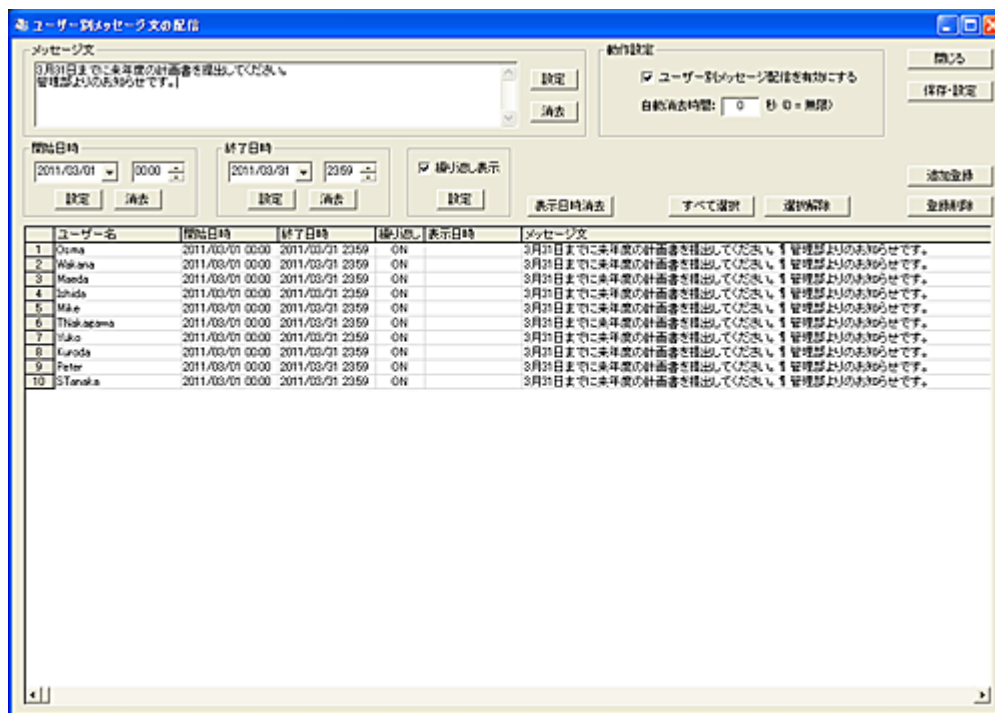 ユーザー別メッセージ文の配信
メッセージ文
3月31日までに来年度の計画書を提出してください。
管理部よりのお知らせです。
設定
消去
動作設定
ユーザー別メッセージ配信を有効にする
自動消去時間: 0 秒 (0 = 無限)
閉じる
保存・設定
開始日時
2011/03/01 00:00
設定 消去
終了日時
2011/03/31 23:59
設定 消去
繰り返し表示
設定
表示日時消去 すべて選択 選択解除
追加登録
登録削除
ユーザー名 開始日時 終了日時 繰り返し 表示日時 メッセージ文
1 Osma 2011/03/01 00:00 2011/03/31 23:59 ON 3月31日までに来年度の計画書を提出してください。¶管理部よりのお知らせです。
2 Wakana 2011/03/01 00:00 2011/03/31 23:59 ON 3月31日までに来年度の計画書を提出してください。¶管理部よりのお知らせです。
3 Maeda 2011/03/01 00:00 2011/03/31 23:59 ON 3月31日までに来年度の計画書を提出してください。¶管理部よりのお知らせです。
4 Ishida 2011/03/01 00:00 2011/03/31 23:59 ON 3月31日までに来年度の計画書を提出してください。¶管理部よりのお知らせです。
5 Mike 2011/03/01 00:00 2011/03/31 23:59 ON 3月31日までに来年度の計画書を提出してください。¶管理部よりのお知らせです。
6 TNakagawa 2011/03/01 00:00 2011/03/31 23:59 ON 3月31日までに来年度の計画書を提出してください。¶管理部よりのお知らせです。
7 Yuko 2011/03/01 00:00 2011/03/31 23:59 ON 3月31日までに来年度の計画書を提出してください。¶管理部よりのお知らせです。
8 Kuroda 2011/03/01 00:00 2011/03/31 23:59 ON 3月31日までに来年度の計画書を提出してください。¶管理部よりのお知らせです。
9 Peter 2011/03/01 00:00 2011/03/31 23:59 ON 3月31日までに来年度の計画書を提出してください。¶管理部よりのお知らせです。
10 STanaka 2011/03/01 00:00 2011/03/31 23:59 ON 3月31日までに来年度の計画書を提出してください。¶管理部よりのお知らせです。